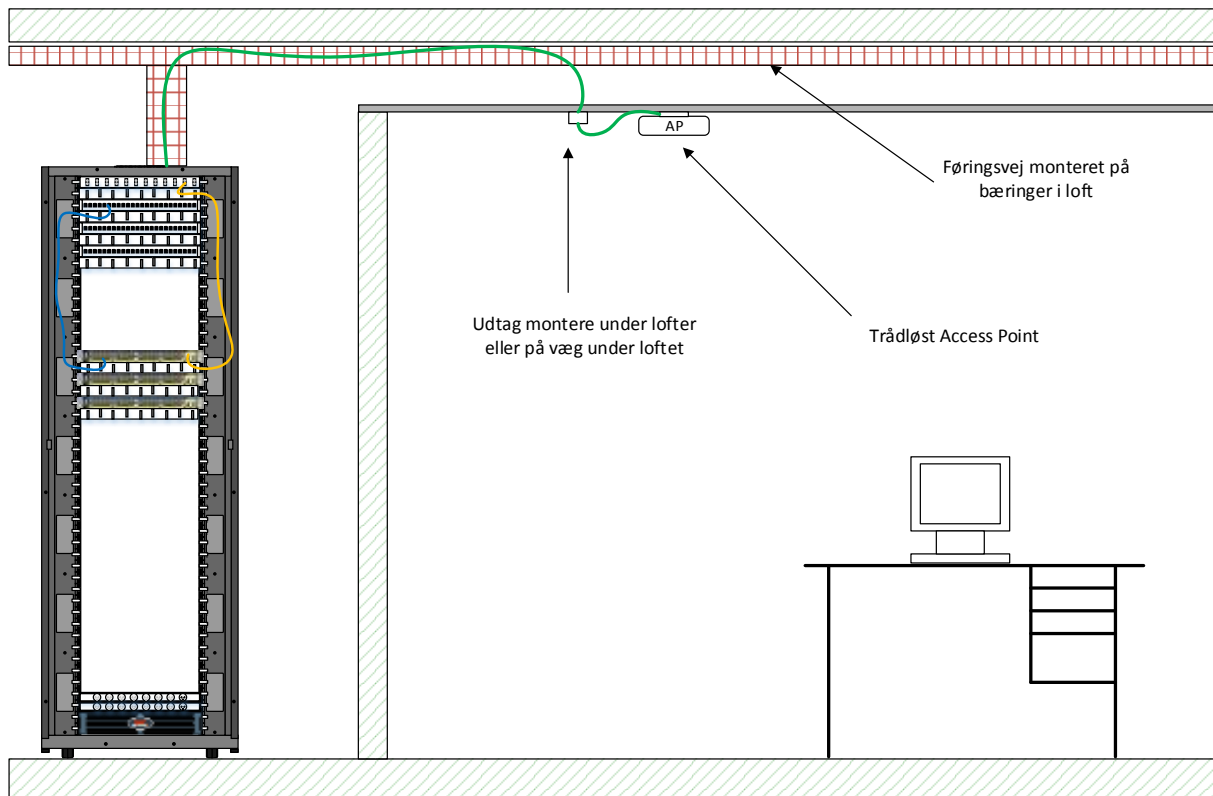 AP
Føringsvej monteret på
bæringer i loft
Udtag montere under lofter
eller på væg under loftet
Trådløst Access Point